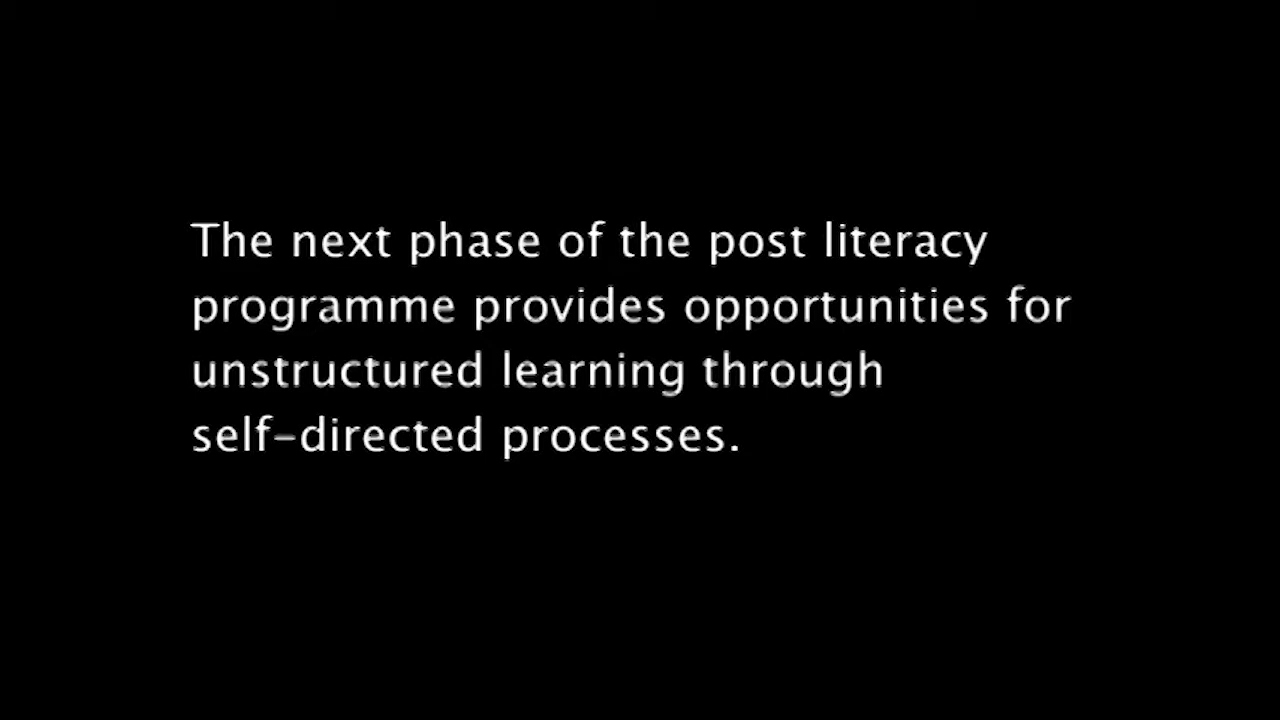 The next phase of the post literacy
programme provides opportunities for
unstructured learning through
self-directed processes.